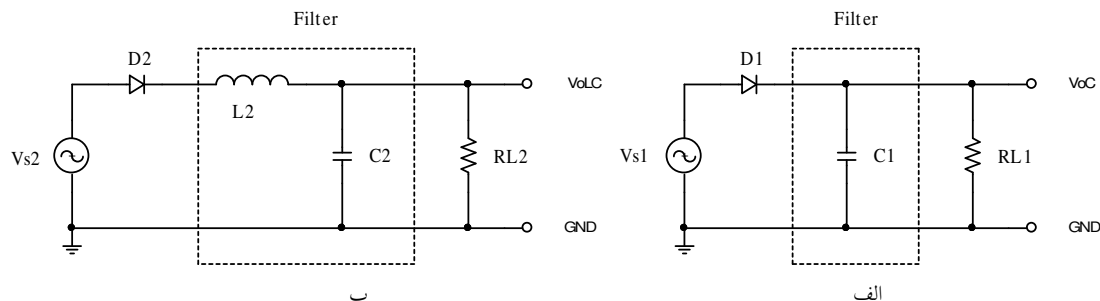 Filter
D2
VoLC
L2
Vs2
C2
RL2
GND
ب
Filter
D1
VoC
Vs1
C1
RL1
GND
الف